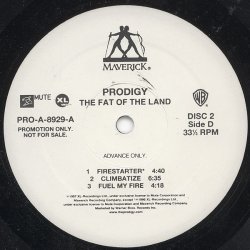 MAVERICK®
MUTE XL
PRODIGY
THE FAT OF THE LAND
PRO-A-8929-A
PROMOTION ONLY.
NOT FOR SALE.
DISC 2
Side D
33⅓ RPM
ADVANCE ONLY.
1 FIRESTARTER* 4:40
2 CLIMBATIZE 6:35
3 FUEL MY FIRE 4:18